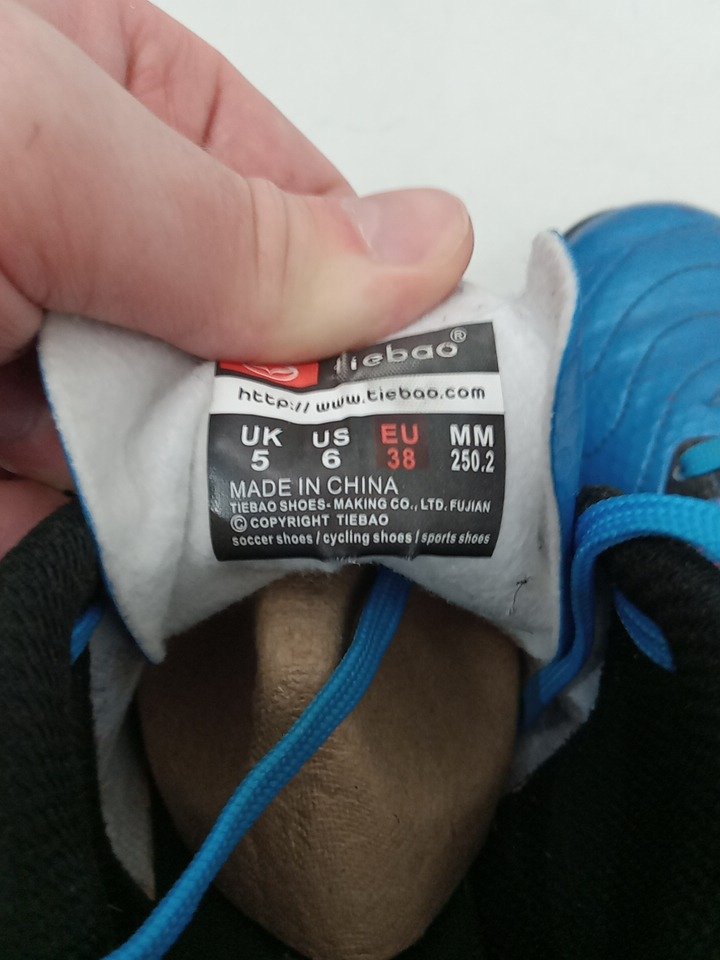 tiebao®
http://www.tiebao.com
UK US EU MM
5 6 38 250.2
MADE IN CHINA
TIEBAO SHOES-MAKING CO., LTD. FUJIAN
© COPYRIGHT TIEBAO
soccer shoes / cycling shoes / sports shoes